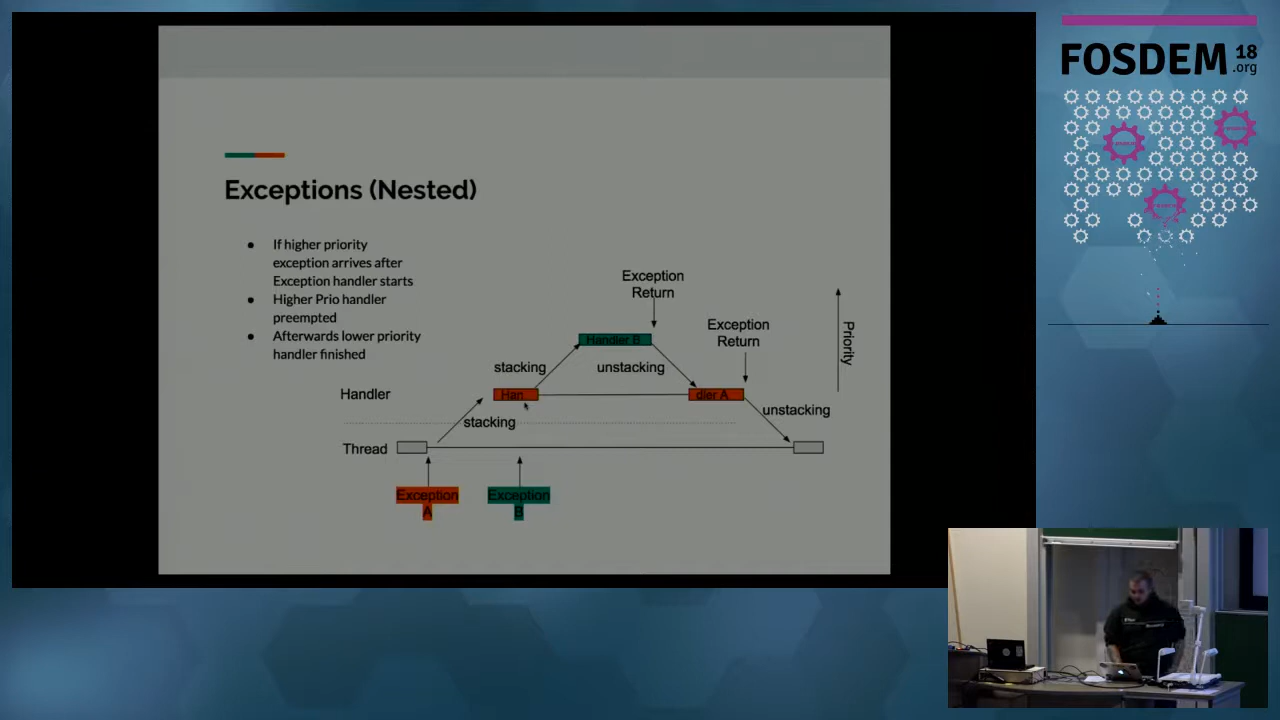 Exceptions (Nested)
● If higher priority
exception arrives after
Exception handler starts
● Higher Prio handler
preempted
● Afterwards lower priority
handler finished
Exception
Return
Exception
Return
Priority
Handler B
stacking
unstacking
Handler
Han
dler A
unstacking
stacking
Thread
Exception
A
Exception
B
FOSDEM 18
.org